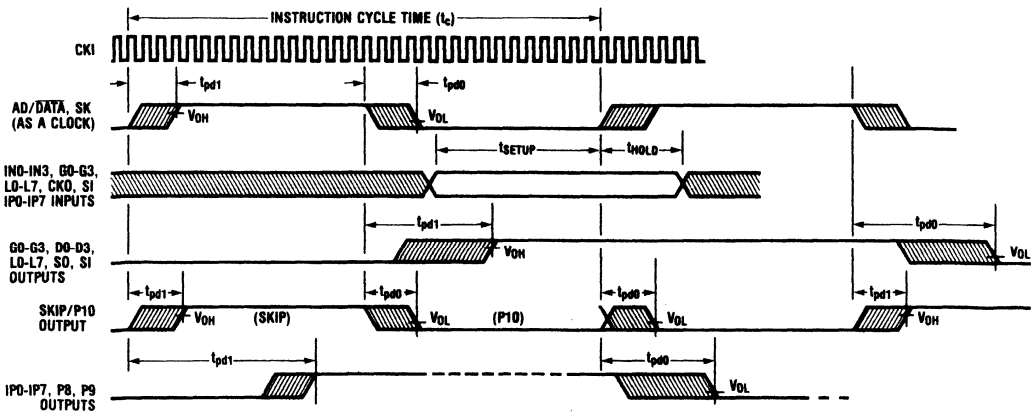 INSTRUCTION CYCLE TIME (tc)
CKI
tpd1
tpd0
AD/DATA, SK
(AS A CLOCK)
VOH
VOL
tSETUP
tHOLD
IN0-IN3, G0-G3,
L0-L7, CKO, SI
IP0-IP7 INPUTS
tpd1
tpd0
G0-G3, D0-D3,
L0-L7, SO, SI
OUTPUTS
VOH
VOL
tpd1
tpd0
tpd0
tpd1
SKIP/P10
OUTPUT
VOH
(SKIP)
VOL
(P10)
VOL
VOH
tpd1
tpd0
IP0-IP7, P8, P9
OUTPUTS
VOL